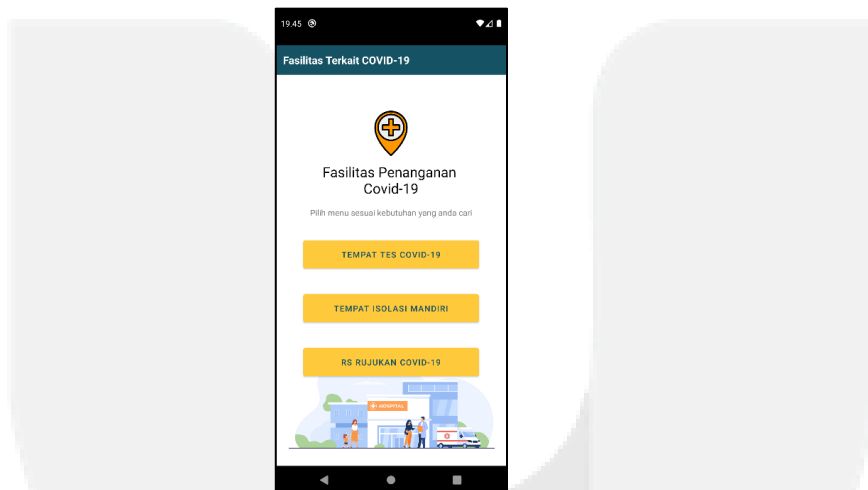 19.45
Fasilitas Terkait COVID-19
Fasilitas Penanganan
Covid-19
Pilih menu sesuai kebutuhan yang anda cari
TEMPAT TES COVID-19
TEMPAT ISOLASI MANDIRI
RS RUJUKAN COVID-19
HOSPITAL